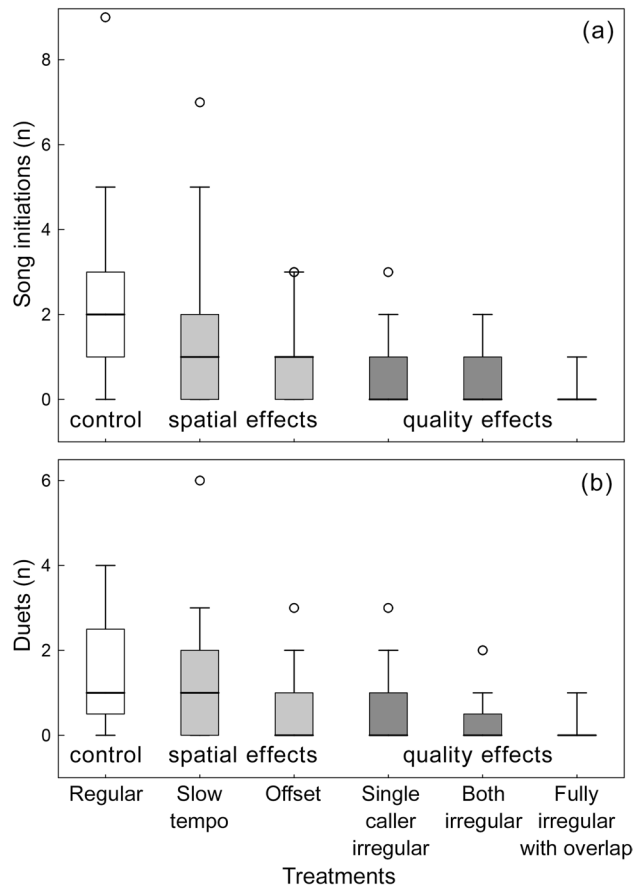 (a)
Song initiations (n)
8
6
4
2
0
control spatial effects quality effects
(b)
Duets (n)
6
4
2
0
control spatial effects quality effects
Regular Slow Offset Single Both Fully
tempo caller irregular irregular
irregular with overlap
Treatments